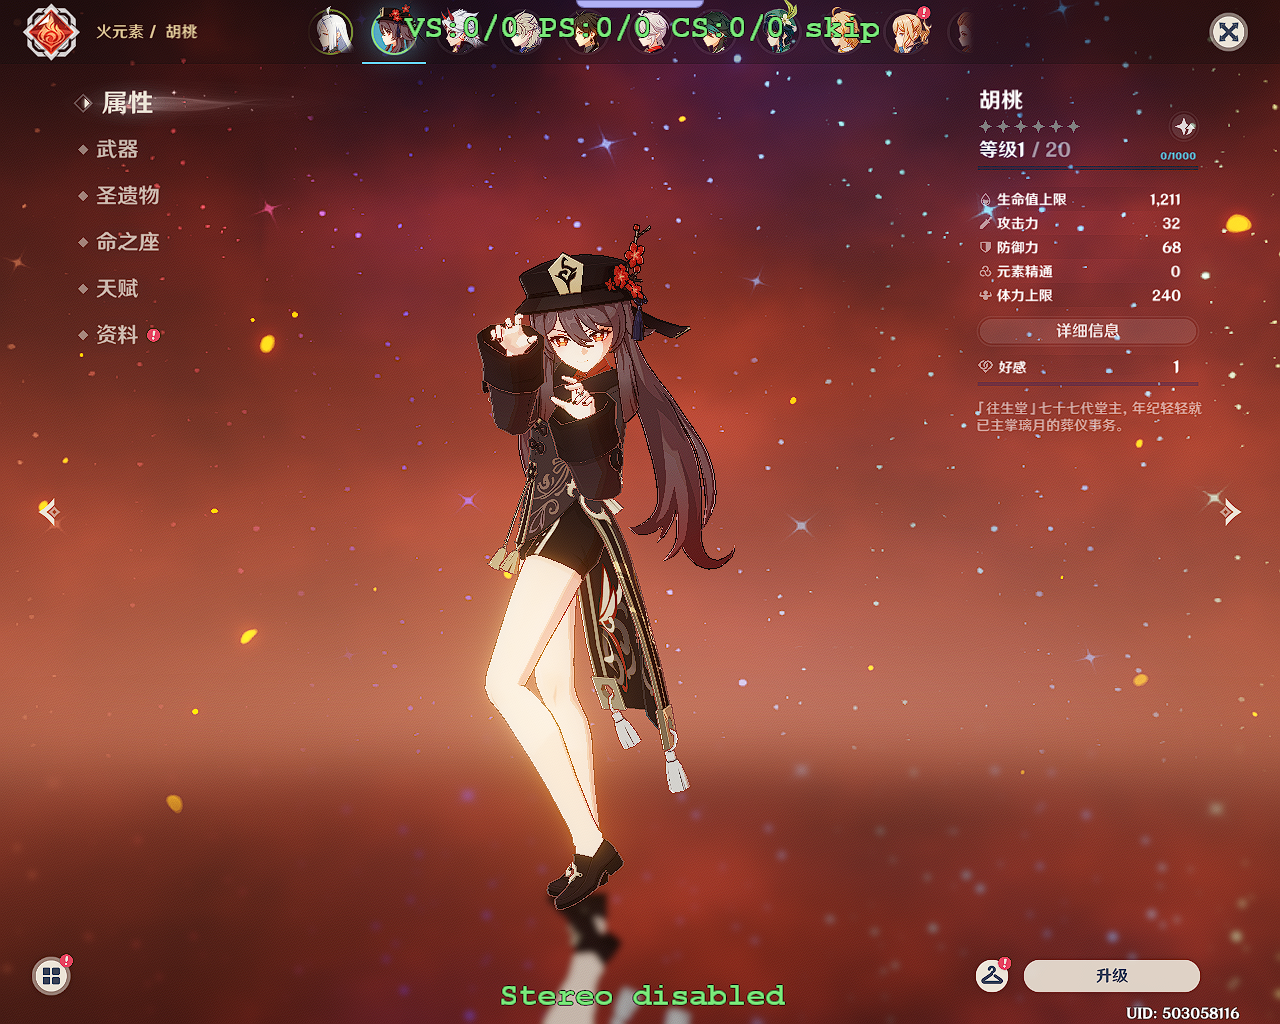 火元素 / 胡桃
VS:0/0 PS:0/0 CS:0/0 skip
属性
武器
圣遗物
命之座
天赋
资料
胡桃
等级1 / 20
0/1000
生命值上限 1,211
攻击力 32
防御力 68
元素精通 0
体力上限 240
详细信息
好感 1
「往生堂」七十七代堂主，年纪轻轻就
已主掌璃月的葬仪事务。
升级
Stereo disabled
UID: 503058116